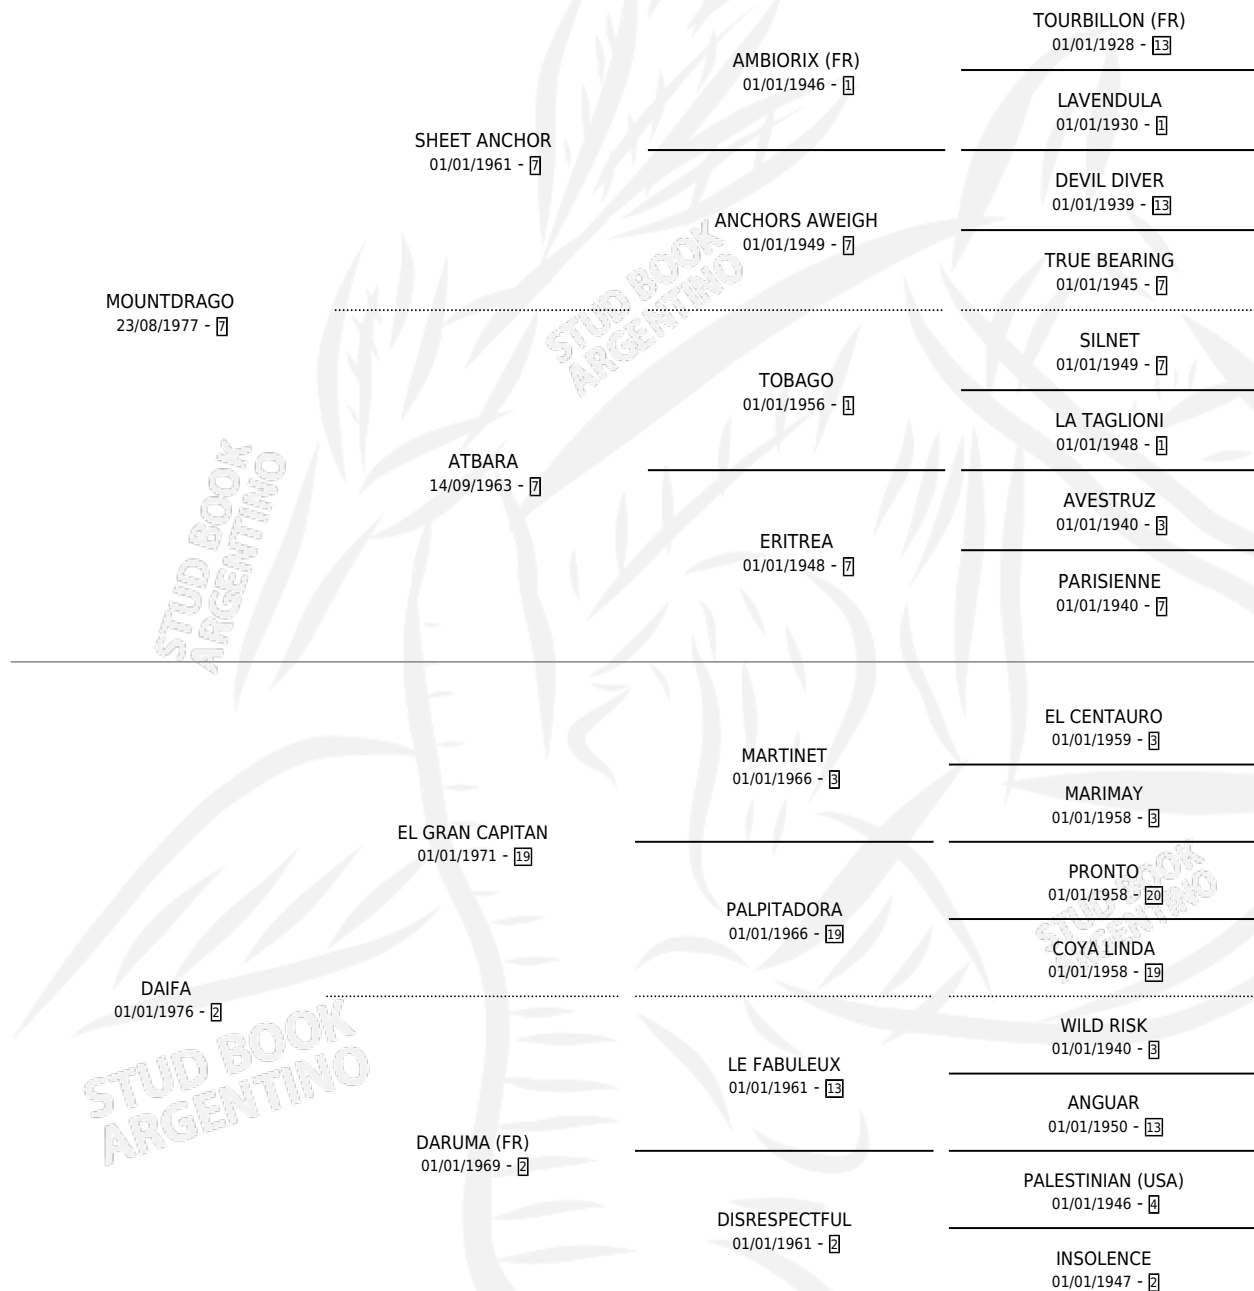 TOURBILLON (FR)
01/01/1928 - 13
AMBIORIX (FR)
01/01/1946 - 1
LAVENDULA
01/01/1930 - 1
SHEET ANCHOR
01/01/1961 - 7
DEVIL DIVER
01/01/1939 - 13
ANCHORS AWEIGH
01/01/1949 - 7
TRUE BEARING
01/01/1945 - 7
MOUNTDRAGO
23/08/1977 - 7
SILNET
01/01/1949 - 7
TOBAGO
01/01/1956 - 1
LA TAGLIONI
01/01/1948 - 1
ATBARA
14/09/1963 - 7
AVESTRUZ
01/01/1940 - 3
ERITREA
01/01/1948 - 7
PARISIENNE
01/01/1940 - 7
EL CENTAURO
01/01/1959 - 3
MARTINET
01/01/1966 - 3
MARIMAY
01/01/1958 - 3
EL GRAN CAPITAN
01/01/1971 - 19
PRONTO
01/01/1958 - 20
PALPITADORA
01/01/1966 - 19
COYA LINDA
01/01/1958 - 19
DAIFA
01/01/1976 - 2
WILD RISK
01/01/1940 - 3
LE FABULEUX
01/01/1961 - 13
ANGUAR
01/01/1950 - 13
DARUMA (FR)
01/01/1969 - 2
PALESTINIAN (USA)
01/01/1946 - 4
DISRESPECTFUL
01/01/1961 - 2
INSOLENCE
01/01/1947 - 2
STUD BOOK
ARGENTINO
STUD BOOK
ARGENTINO
STUD BOOK
ARGENTINO
STUD BOOK
ARGENTINO